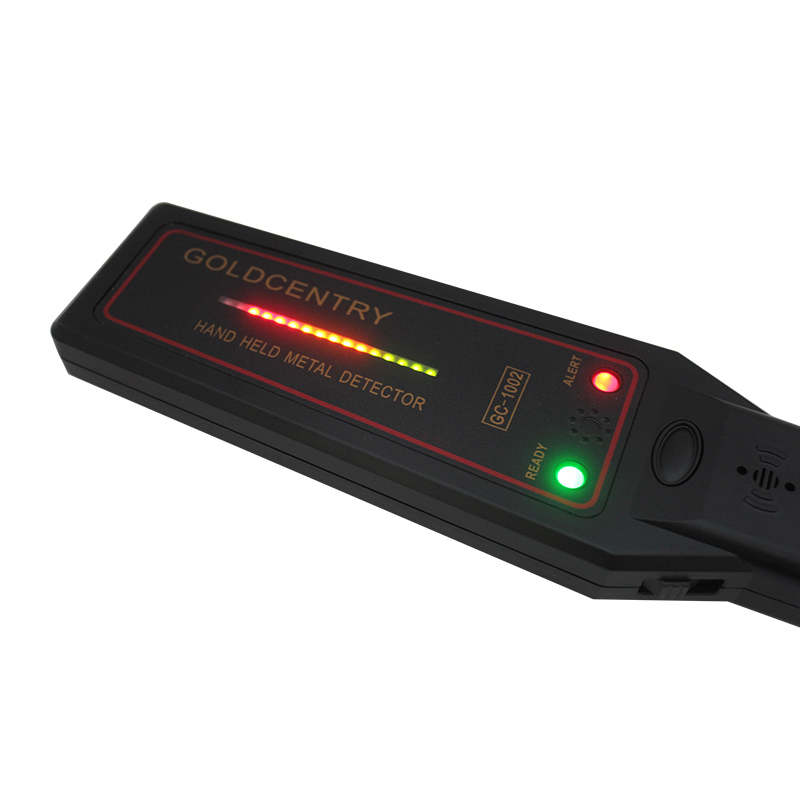 GOLDCENTRY
HAND HELD METAL DETECTOR
GC-1002
ALERT
READY